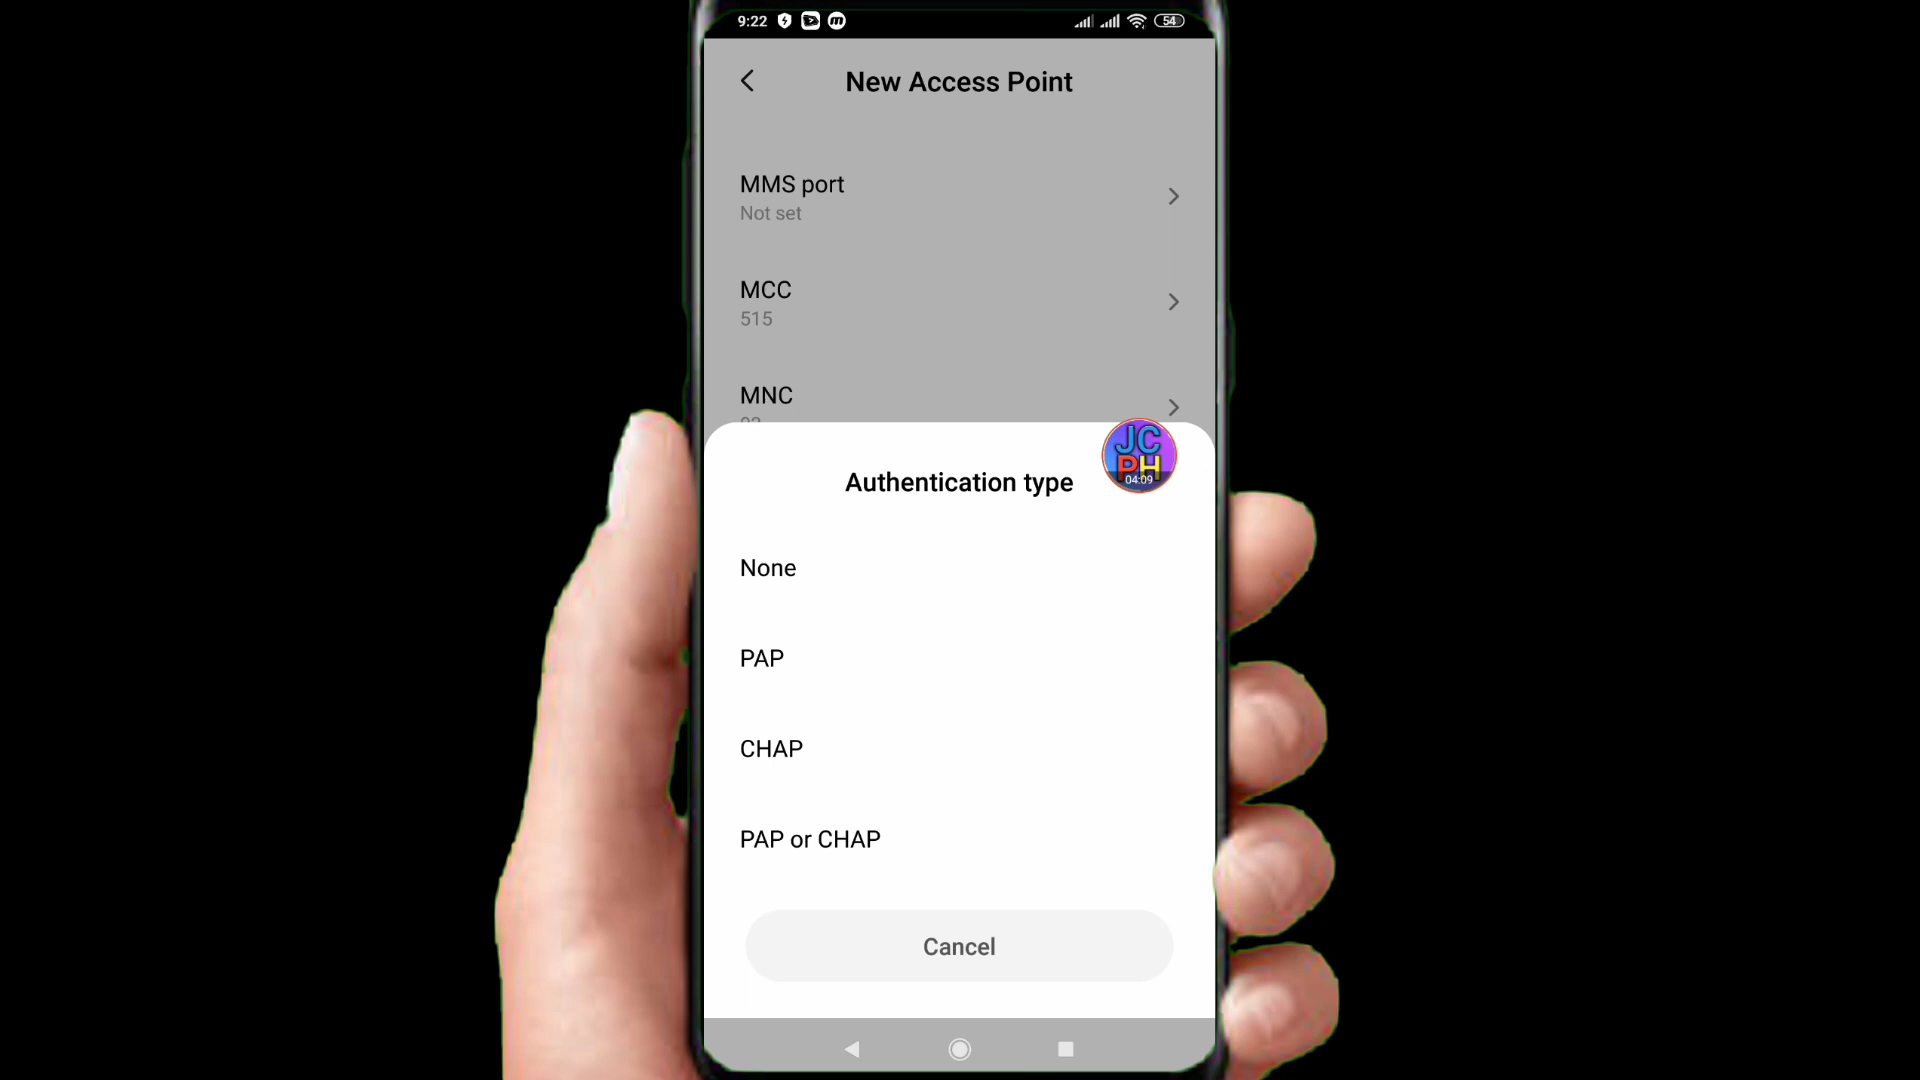 9:22
54
New Access Point
MMS port
Not set
MCC
515
MNC
JC
PH
04:09
Authentication type
None
PAP
CHAP
PAP or CHAP
Cancel